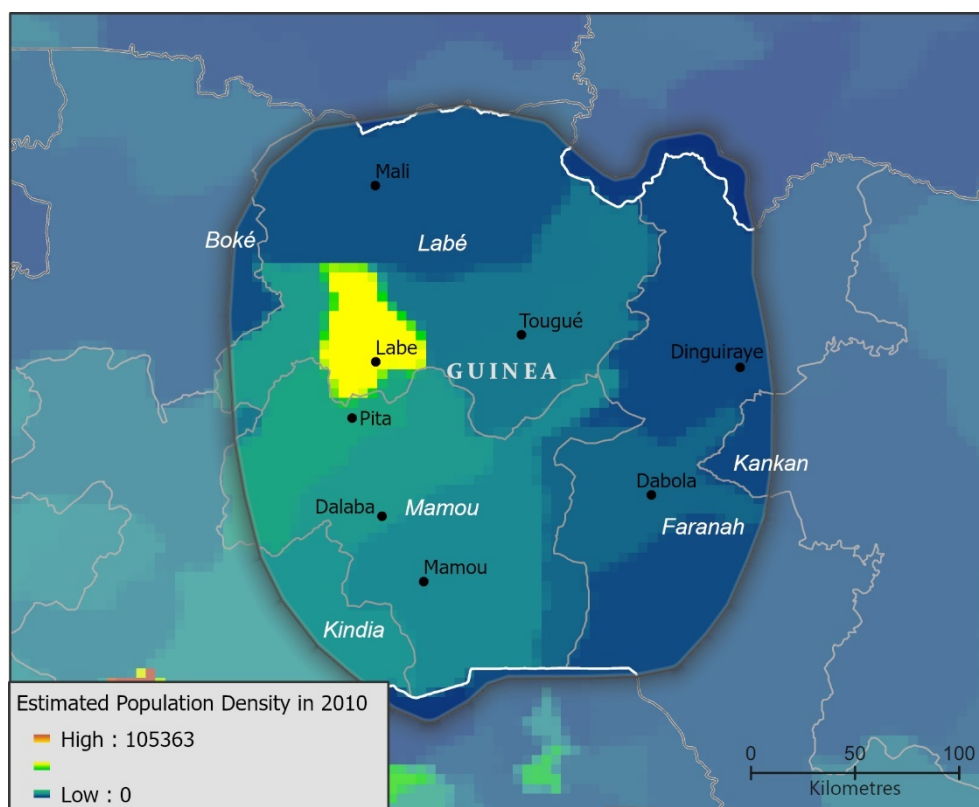 Mali
Boké
Labé
Tougué
Labe
GUINEA
Dinguiraye
Pita
Kankan
Dabola
Dalaba
Mamou
Faranah
Mamou
Kindia
Estimated Population Density in 2010
High : 105363
Low : 0
0 50 100
Kilometres